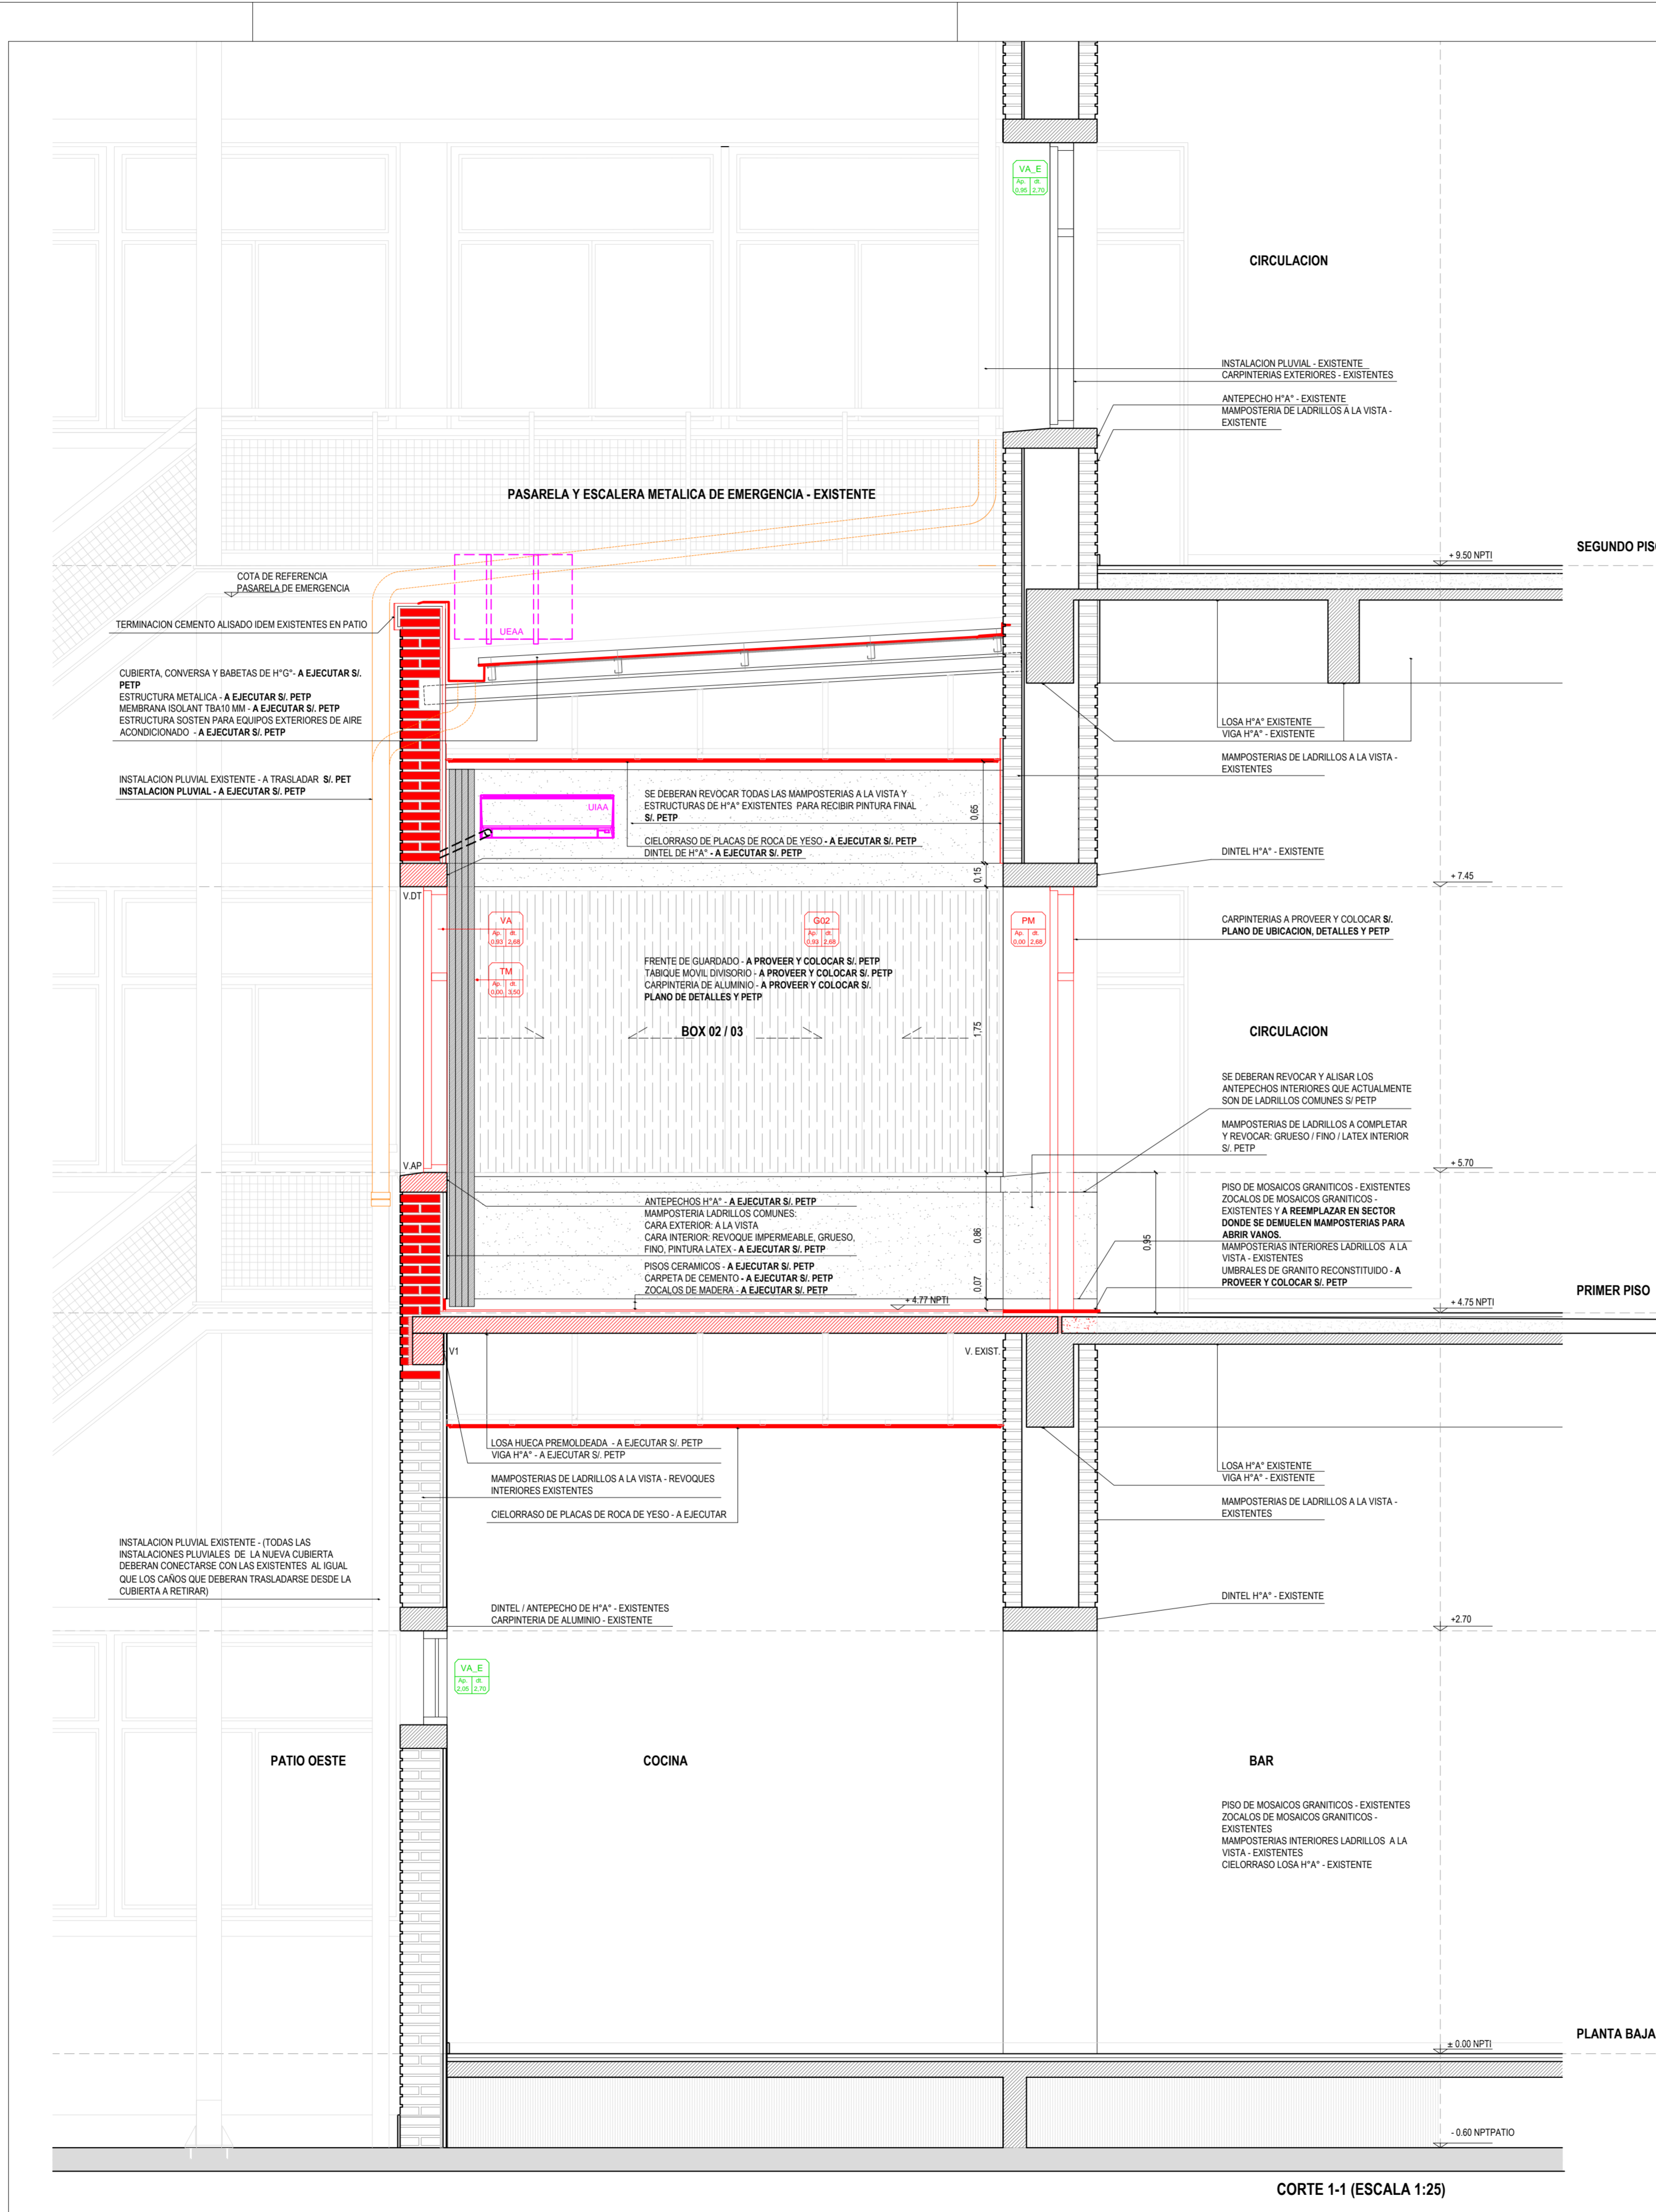 VA_E
Ap. dt.
0,95 2,70
CIRCULACION
INSTALACION PLUVIAL - EXISTENTE
CARPINTERIAS EXTERIORES - EXISTENTES
ANTEPECHO H°A° - EXISTENTE
MAMPOSTERIA DE LADRILLOS A LA VISTA -
EXISTENTE
PASARELA Y ESCALERA METALICA DE EMERGENCIA - EXISTENTE
+ 9.50 NPTI
SEGUNDO PISO
COTA DE REFERENCIA
PASARELA DE EMERGENCIA
TERMINACION CEMENTO ALISADO IDEM EXISTENTES EN PATIO
UEAA
CUBIERTA, CONVERSA Y BABETAS DE H°G°- A EJECUTAR S/.
PETP
ESTRUCTURA METALICA - A EJECUTAR S/. PETP
MEMBRANA ISOLANT TBA10 MM - A EJECUTAR S/. PETP
ESTRUCTURA SOSTEN PARA EQUIPOS EXTERIORES DE AIRE
ACONDICIONADO - A EJECUTAR S/. PETP
LOSA H°A° EXISTENTE
VIGA H°A° - EXISTENTE
MAMPOSTERIAS DE LADRILLOS A LA VISTA -
EXISTENTES
INSTALACION PLUVIAL EXISTENTE - A TRASLADAR S/. PET
INSTALACION PLUVIAL - A EJECUTAR S/. PETP
UIAA
SE DEBERAN REVOCAR TODAS LAS MAMPOSTERIAS A LA VISTA Y
ESTRUCTURAS DE H°A° EXISTENTES PARA RECIBIR PINTURA FINAL
S/. PETP
0,65
CIELORRASO DE PLACAS DE ROCA DE YESO - A EJECUTAR S/. PETP
DINTEL DE H°A° - A EJECUTAR S/. PETP
DINTEL H°A° - EXISTENTE
0,15
+ 7.45
V.DT
VA
Ap. dt.
0,93 2,68
G02
Ap. dt.
0,93 2,68
PM
Ap. dt.
0,00 2,68
CARPINTERIAS A PROVEER Y COLOCAR S/.
PLANO DE UBICACION, DETALLES Y PETP
TM
Ap. dt.
0,00 3,50
FRENTE DE GUARDADO - A PROVEER Y COLOCAR S/. PETP
TABIQUE MOVIL DIVISORIO - A PROVEER Y COLOCAR S/. PETP
CARPINTERIA DE ALUMINIO - A PROVEER Y COLOCAR S/.
PLANO DE DETALLES Y PETP
BOX 02 / 03
1,75
CIRCULACION
SE DEBERAN REVOCAR Y ALISAR LOS
ANTEPECHOS INTERIORES QUE ACTUALMENTE
SON DE LADRILLOS COMUNES S/ PETP
MAMPOSTERIAS DE LADRILLOS A COMPLETAR
Y REVOCAR: GRUESO / FINO / LATEX INTERIOR
S/. PETP
V.AP
+ 5.70
ANTEPECHOS H°A° - A EJECUTAR S/. PETP
MAMPOSTERIA LADRILLOS COMUNES:
CARA EXTERIOR: A LA VISTA
CARA INTERIOR: REVOQUE IMPERMEABLE, GRUESO,
FINO, PINTURA LATEX - A EJECUTAR S/. PETP
PISOS CERAMICOS - A EJECUTAR S/. PETP
CARPETA DE CEMENTO - A EJECUTAR S/. PETP
ZOCALOS DE MADERA - A EJECUTAR S/. PETP
0,86
0,07
0,95
PISO DE MOSAICOS GRANITICOS - EXISTENTES
ZOCALOS DE MOSAICOS GRANITICOS -
EXISTENTES Y A REEMPLAZAR EN SECTOR
DONDE SE DEMUELEN MAMPOSTERIAS PARA
ABRIR VANOS.
MAMPOSTERIAS INTERIORES LADRILLOS A LA
VISTA - EXISTENTES
UMBRALES DE GRANITO RECONSTITUIDO - A
PROVEER Y COLOCAR S/. PETP
+ 4.77 NPTI
+ 4.75 NPTI
PRIMER PISO
V1
V. EXIST.
LOSA HUECA PREMOLDEADA - A EJECUTAR S/. PETP
VIGA H°A° - A EJECUTAR S/. PETP
MAMPOSTERIAS DE LADRILLOS A LA VISTA - REVOQUES
INTERIORES EXISTENTES
CIELORRASO DE PLACAS DE ROCA DE YESO - A EJECUTAR
LOSA H°A° EXISTENTE
VIGA H°A° - EXISTENTE
MAMPOSTERIAS DE LADRILLOS A LA VISTA -
EXISTENTES
INSTALACION PLUVIAL EXISTENTE - (TODAS LAS
INSTALACIONES PLUVIALES DE LA NUEVA CUBIERTA
DEBERAN CONECTARSE CON LAS EXISTENTES AL IGUAL
QUE LOS CAÑOS QUE DEBERAN TRASLADARSE DESDE LA
CUBIERTA A RETIRAR)
DINTEL / ANTEPECHO DE H°A° - EXISTENTES
CARPINTERIA DE ALUMINIO - EXISTENTE
DINTEL H°A° - EXISTENTE
+2.70
VA_E
Ap. dt.
2,05 2,70
PATIO OESTE
COCINA
BAR
PISO DE MOSAICOS GRANITICOS - EXISTENTES
ZOCALOS DE MOSAICOS GRANITICOS -
EXISTENTES
MAMPOSTERIAS INTERIORES LADRILLOS A LA
VISTA - EXISTENTES
CIELORRASO LOSA H°A° - EXISTENTE
PLANTA BAJA
± 0.00 NPTI
- 0.60 NPTPATIO
CORTE 1-1 (ESCALA 1:25)